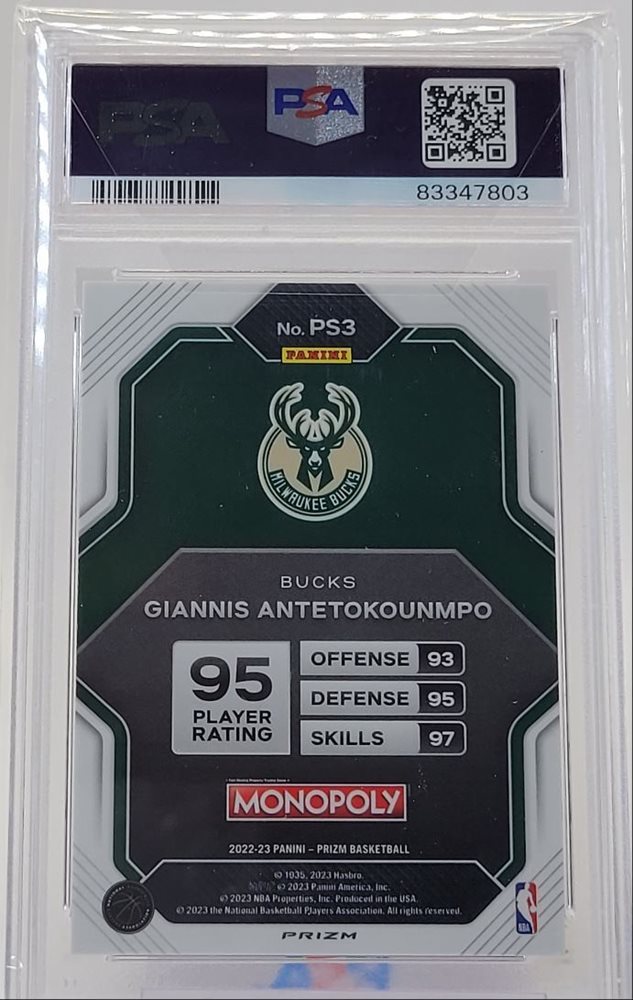 PSA
PSA
83347803
No. PS3
PANINI
MILWAUKEE BUCKS
BUCKS
GIANNIS ANTETOKOUNMPO
95
PLAYER
RATING
OFFENSE 93
DEFENSE 95
SKILLS 97
MONOPOLY
2022-23 PANINI – PRIZM BASKETBALL
© 1935, 2023 Hasbro.
© 2023 Panini America, Inc.
© 2023 NBA Properties, Inc. Produced in the USA.
© 2023 the National Basketball Players Association. All rights reserved.
NBA
PRIZM